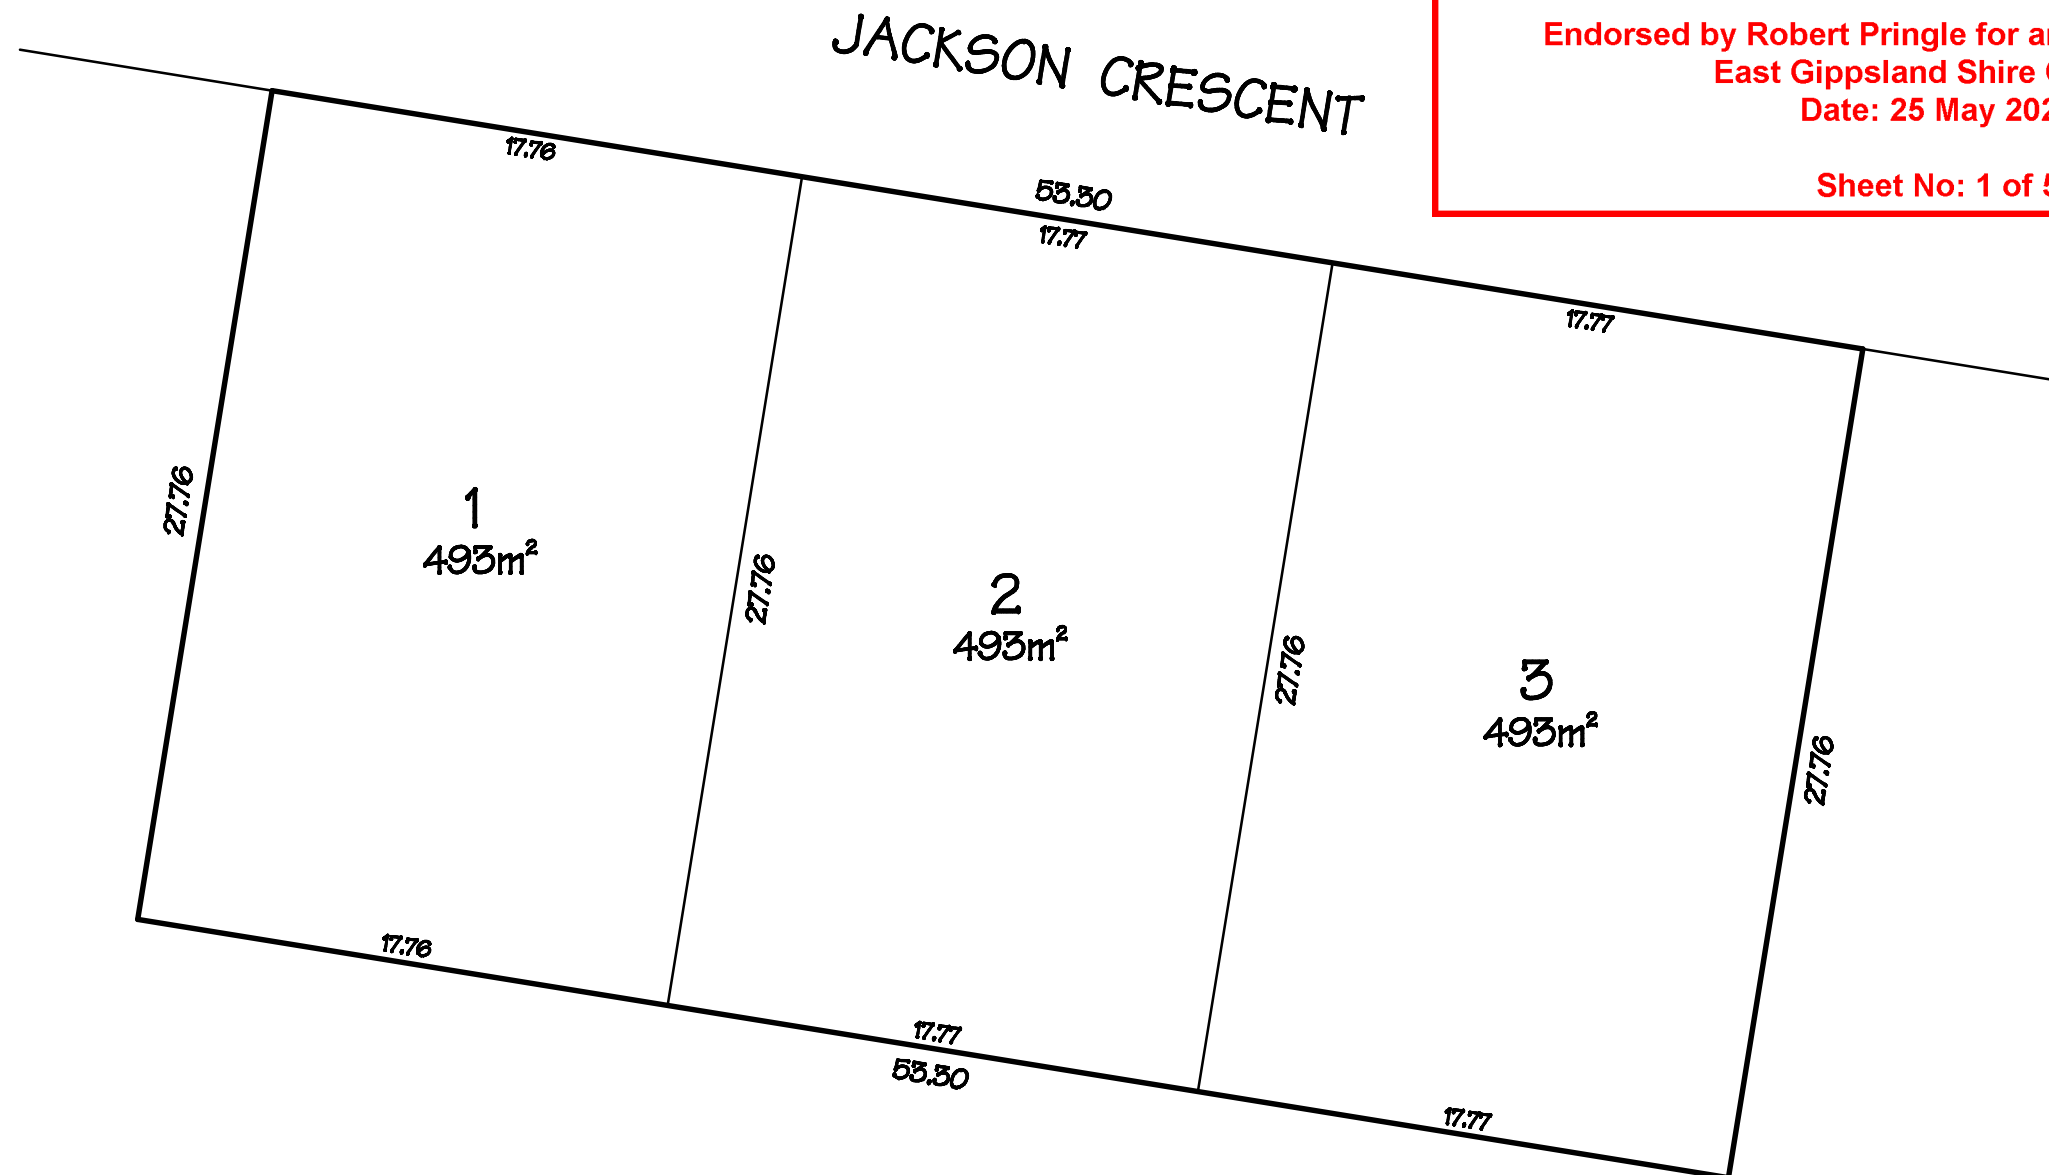 JACKSON CRESCENT
Endorsed by Robert Pringle for
East Gippsland Shire
Date: 25 May
Sheet No: 1 of
17.76
53.30
17.77
17.77
27.76
1
493m²
27.76
2
493m²
27.76
3
493m²
27.76
17.76
17.77
53.30
17.77